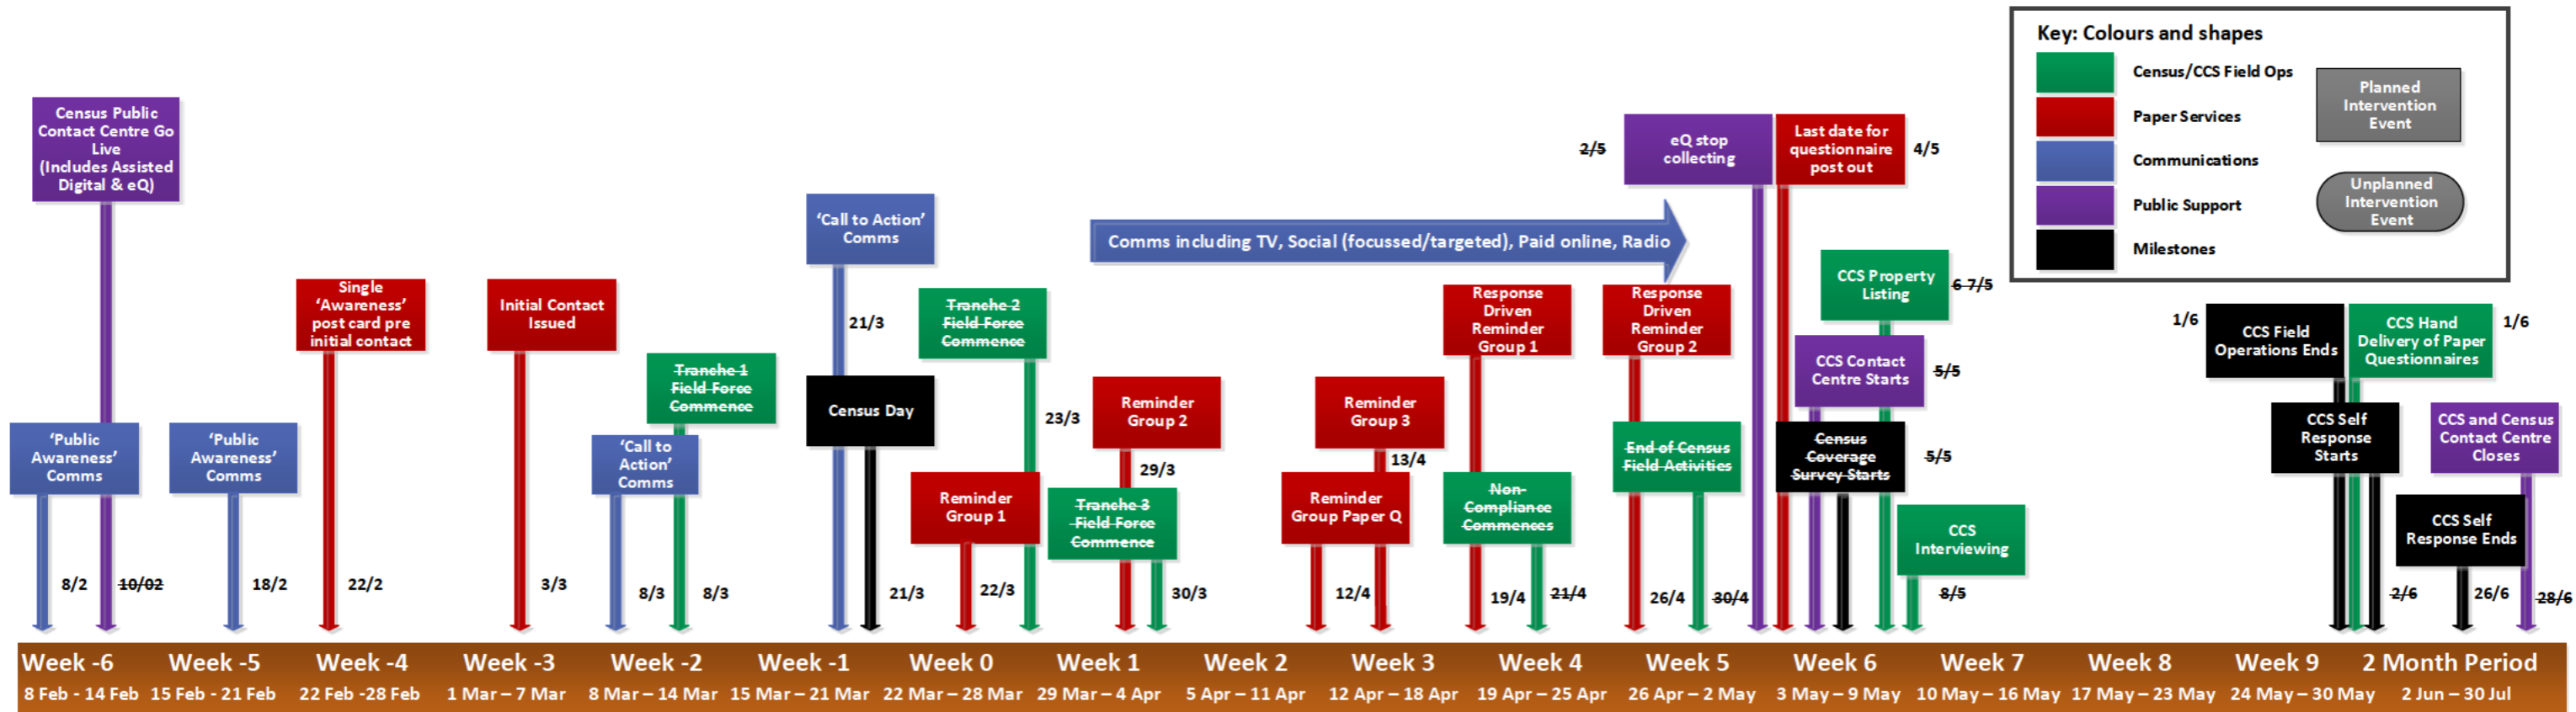 Key: Colours and shapes
Census/CCS Field Ops
Paper Services
Communications
Public Support
Milestones
Planned
Intervention
Event
Unplanned
Intervention
Event
Census Public
Contact Centre Go
Live
(Includes Assisted
Digital & eQ)
'Public
Awareness'
Comms
8/2
10/02
'Public
Awareness'
Comms
18/2
Single
'Awareness'
post card pre
initial contact
22/2
Initial Contact
Issued
3/3
Tranche 1
Field Force
Commence
'Call to
Action'
Comms
8/3
8/3
'Call to Action'
Comms
21/3
Census Day
21/3
Tranche 2
Field Force
Commence
23/3
Reminder
Group 1
22/3
Comms including TV, Social (focussed/targeted), Paid online, Radio
Reminder
Group 2
29/3
Tranche 3
Field Force
Commence
30/3
Reminder
Group 3
13/4
Reminder
Group Paper Q
12/4
Response
Driven
Reminder
Group 1
Non-
Compliance
Commences
19/4
21/4
Response
Driven
Reminder
Group 2
End of Census
Field Activities
26/4
30/4
2/5
eQ stop
collecting
Last date for
questionnaire
post out
4/5
CCS Property
Listing
6 7/5
CCS Contact
Centre Starts
5/5
Census
Coverage
Survey Starts
5/5
CCS
Interviewing
8/5
1/6
CCS Field
Operations Ends
CCS Hand
Delivery of Paper
Questionnaires
1/6
CCS Self
Response
Starts
2/6
CCS and Census
Contact Centre
Closes
CCS Self
Response Ends
26/6
28/6
Week -6
8 Feb - 14 Feb
Week -5
15 Feb - 21 Feb
Week -4
22 Feb -28 Feb
Week -3
1 Mar – 7 Mar
Week -2
8 Mar – 14 Mar
Week -1
15 Mar – 21 Mar
Week 0
22 Mar – 28 Mar
Week 1
29 Mar – 4 Apr
Week 2
5 Apr – 11 Apr
Week 3
12 Apr – 18 Apr
Week 4
19 Apr – 25 Apr
Week 5
26 Apr – 2 May
Week 6
3 May – 9 May
Week 7
10 May – 16 May
Week 8
17 May – 23 May
Week 9
24 May – 30 May
2 Month Period
2 Jun – 30 Jul